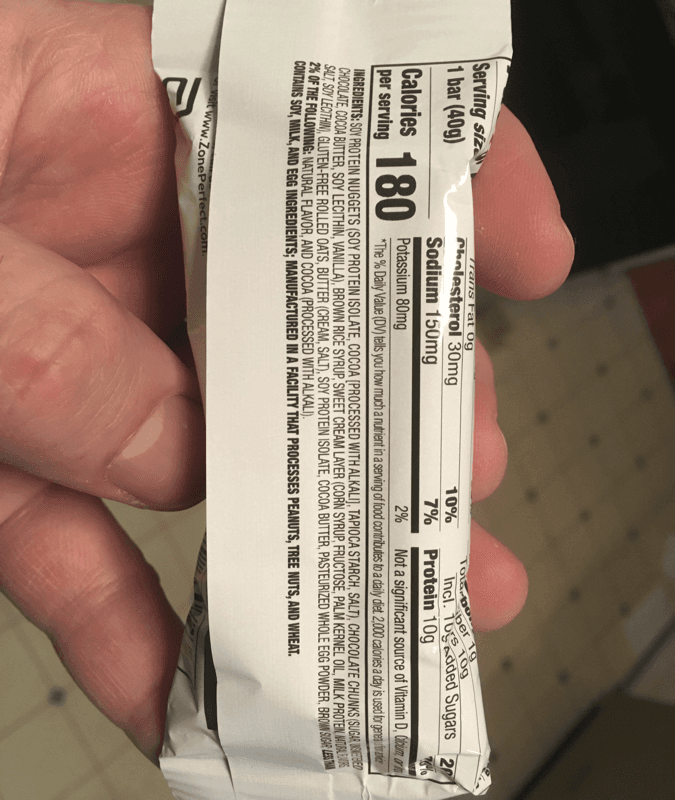 Serving size
1 bar (40g)
Calories 180
per serving
Trans Fat 0g
Cholesterol 30mg 10%
Sodium 150mg 7%
Potassium 80mg 2%
1g
10g
Incl. Added Sugars
Protein 10g
Not a significant source of Vitamin D,
*The % Daily Value (DV) tells you how much a nutrient in a serving of food contributes to a daily diet. 2,000 calories a day is used for general
INGREDIENTS: SOY PROTEIN NUGGETS (SOY PROTEIN ISOLATE, COCOA [PROCESSED WITH ALKALI], TAPIOCA STARCH, SALT), CHOCOLATE CHUNKS (SUGAR,
CHOCOLATE, COCOA BUTTER, SOY LECITHIN, VANILLA), BROWN RICE SYRUP, SWEET CREAM LAYER (CORN SYRUP, FRUCTOSE, PALM KERNEL OIL, MILK PROTEIN,
SALT, SOY LECITHIN), GLUTEN-FREE ROLLED OATS, BUTTER (CREAM, SALT), SOY PROTEIN ISOLATE, COCOA BUTTER, PASTEURIZED WHOLE EGG POWDER, BROWN SUGAR, LESS THAN
2% OF THE FOLLOWING: NATURAL FLAVOR, AND COCOA (PROCESSED WITH ALKALI).
CONTAINS SOY, MILK, AND EGG INGREDIENTS; MANUFACTURED IN A FACILITY THAT PROCESSES PEANUTS, TREE NUTS, AND WHEAT.
www.ZonePerfect.com